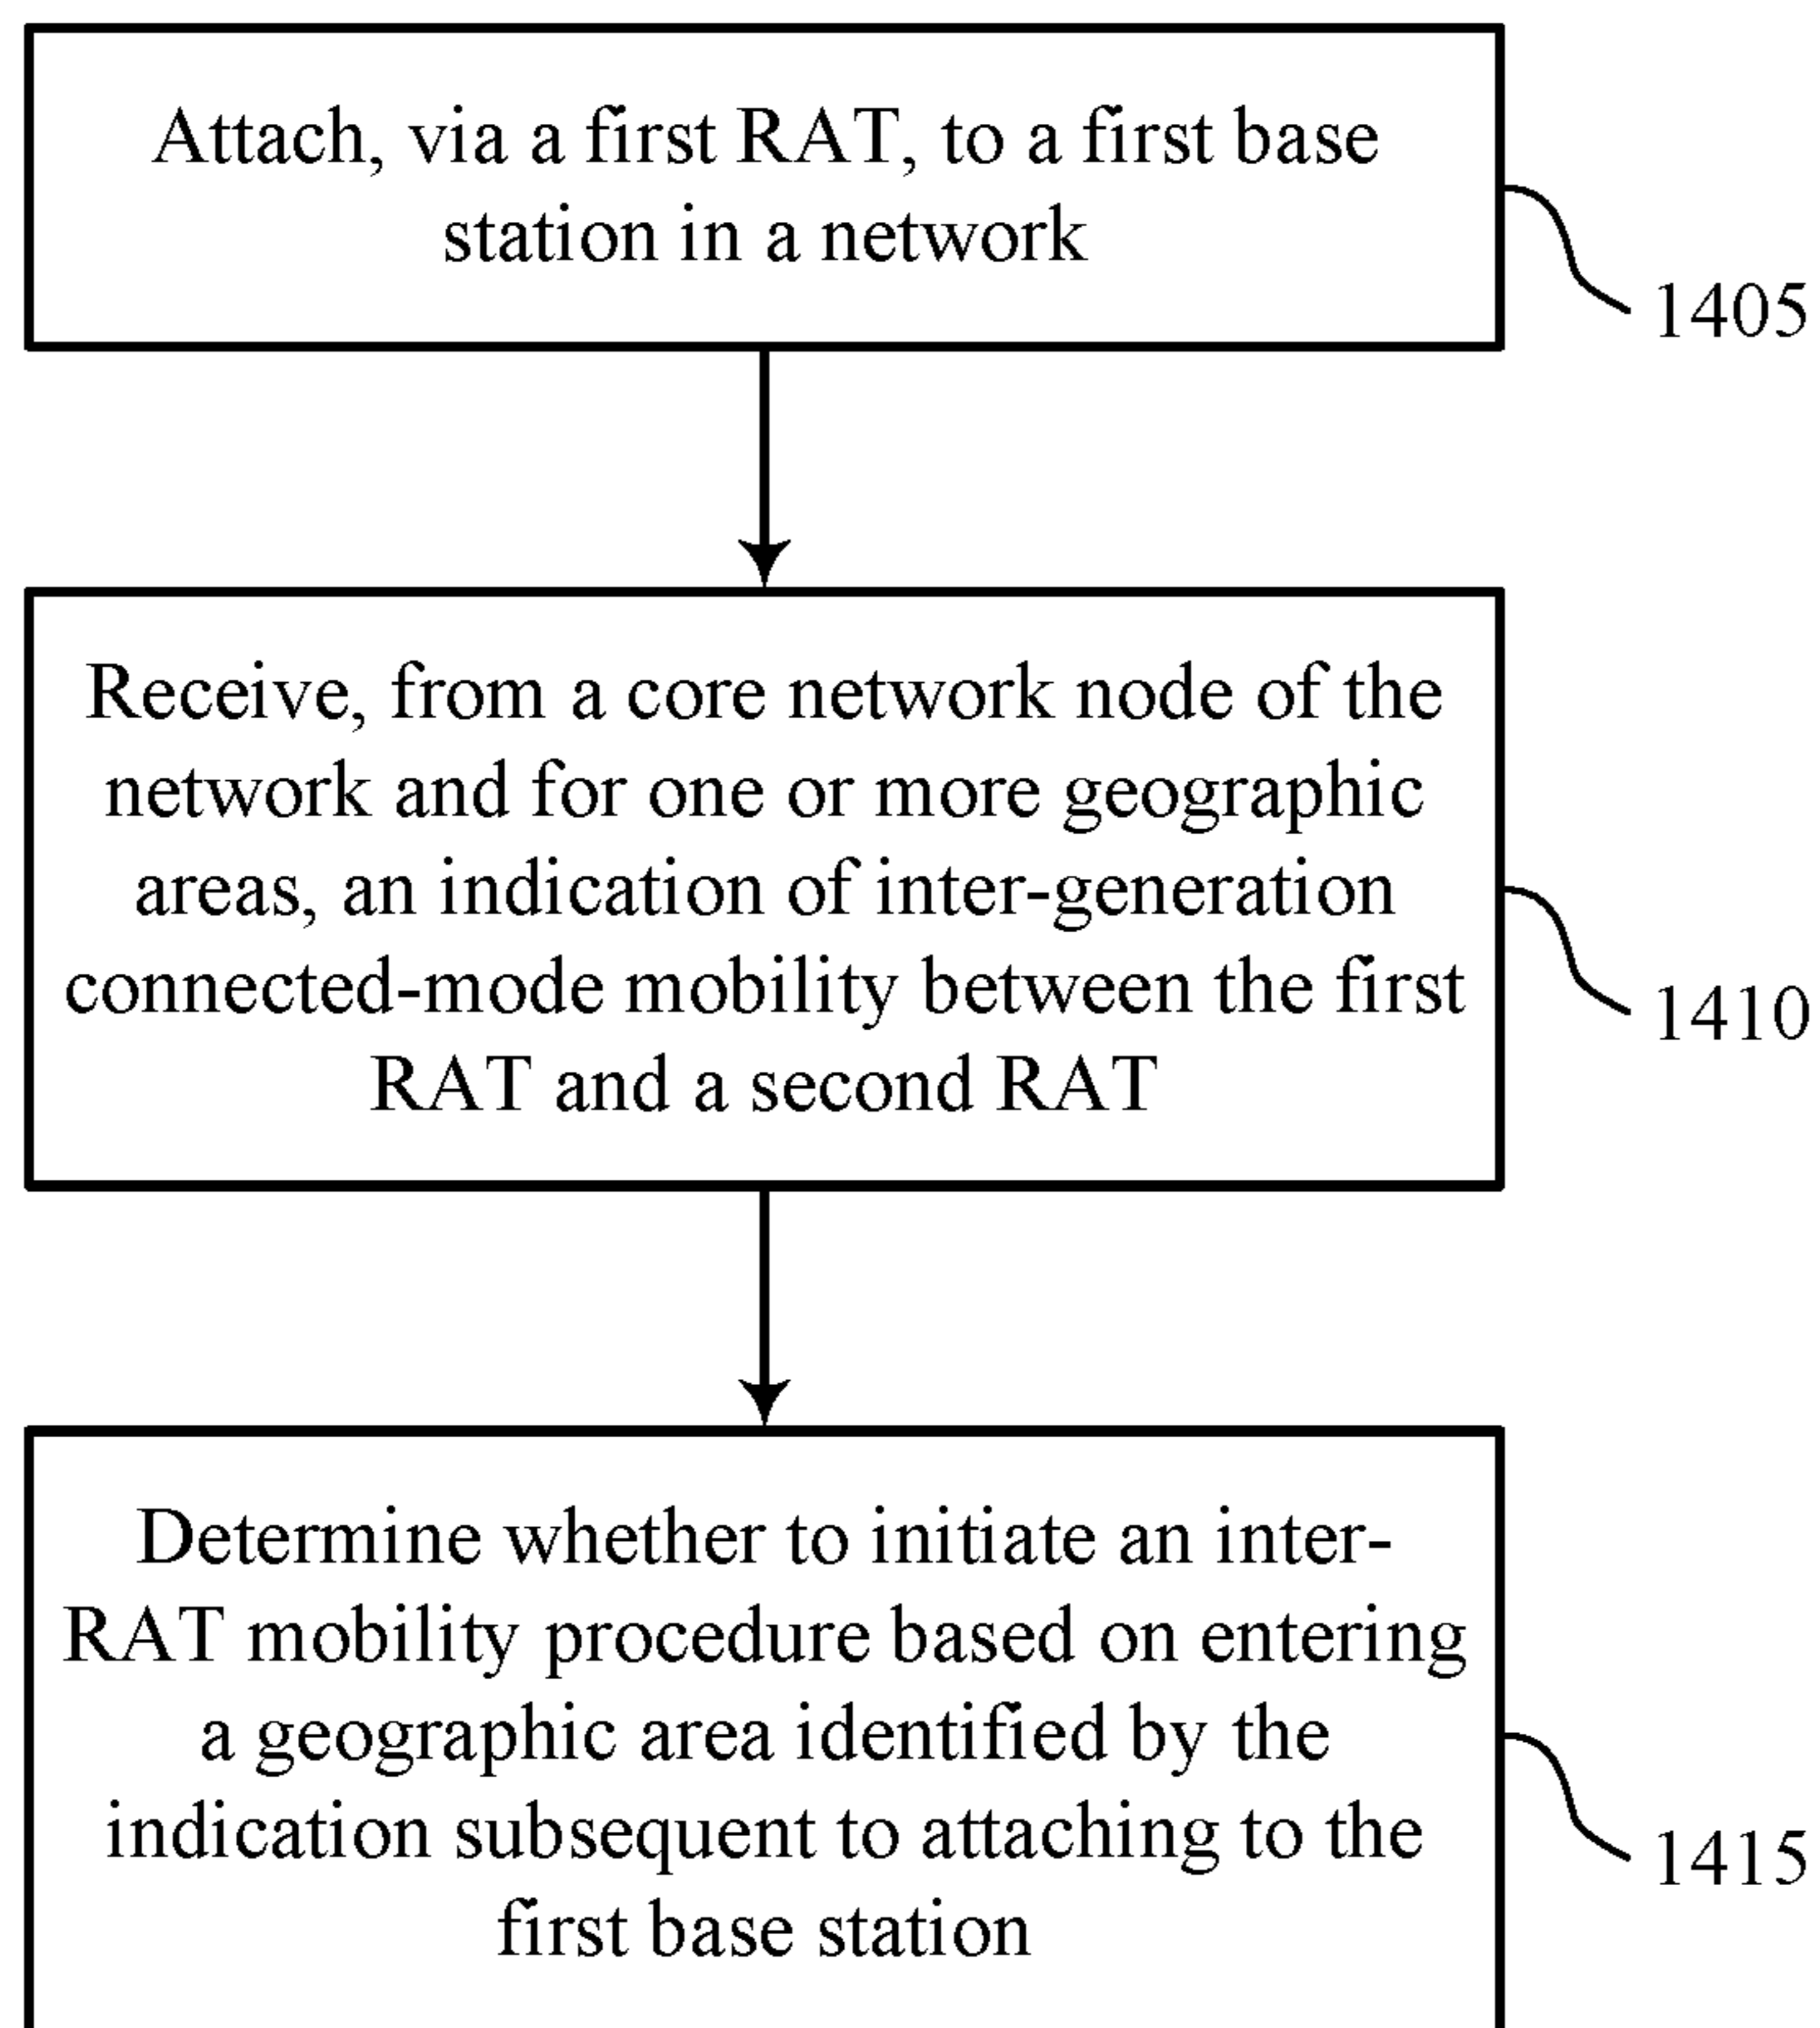 Attach, via a first RAT, to a first base
station in a network
1405
Receive, from a core network node of the
network and for one or more geographic
areas, an indication of inter-generation
connected-mode mobility between the first
RAT and a second RAT
1410
Determine whether to initiate an inter-
RAT mobility procedure based on entering
a geographic area identified by the
indication subsequent to attaching to the
first base station
1415